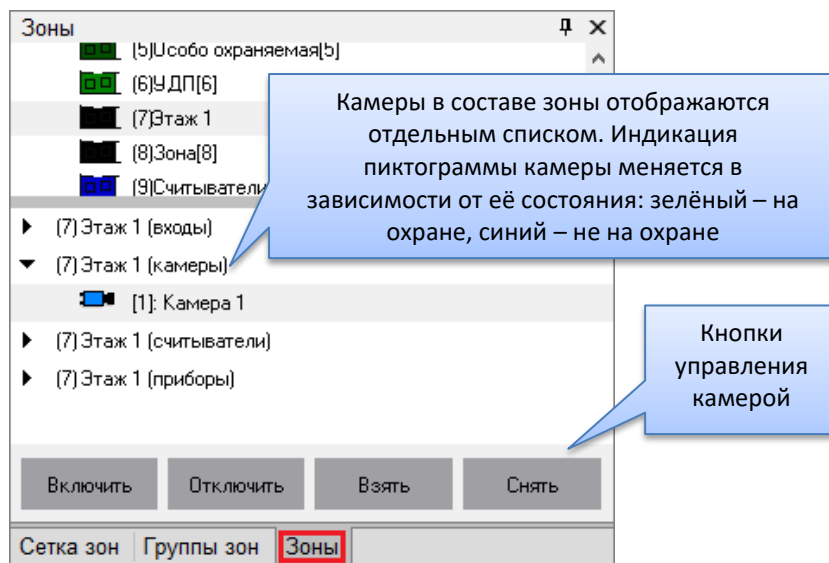 Зоны
(5)Особо охраняемая[5]
(6)УДП[6]
(7)Этаж 1
(8)Зона[8]
(9)Считыватели
Камеры в составе зоны отображаются
отдельным списком. Индикация
пиктограммы камеры меняется в
зависимости от её состояния: зелёный – на
охране, синий – не на охране
(7)Этаж 1 (входы)
(7)Этаж 1 (камеры)
[1]: Камера 1
(7)Этаж 1 (считыватели)
(7)Этаж 1 (приборы)
Кнопки
управления
камерой
Включить Отключить Взять Снять
Сетка зон Группы зон Зоны